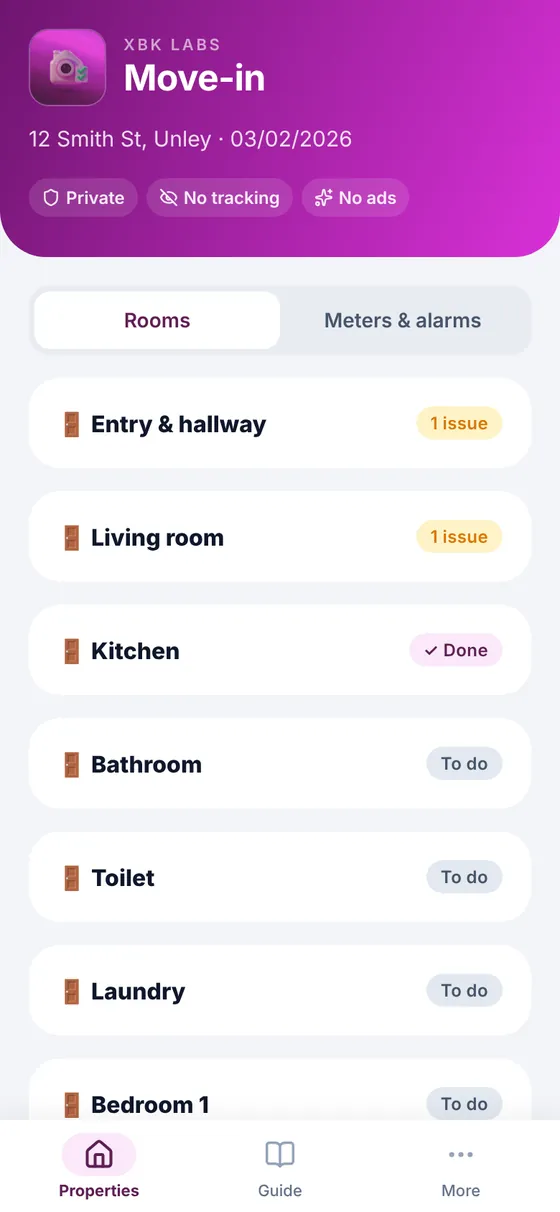 XBK LABS
Move-in
12 Smith St, Unley · 03/02/2026
Private
No tracking
No ads
Rooms
Meters & alarms
Entry & hallway
1 issue
Living room
1 issue
Kitchen
✓ Done
Bathroom
To do
Toilet
To do
Laundry
To do
Bedroom 1
To do
Properties
Guide
More